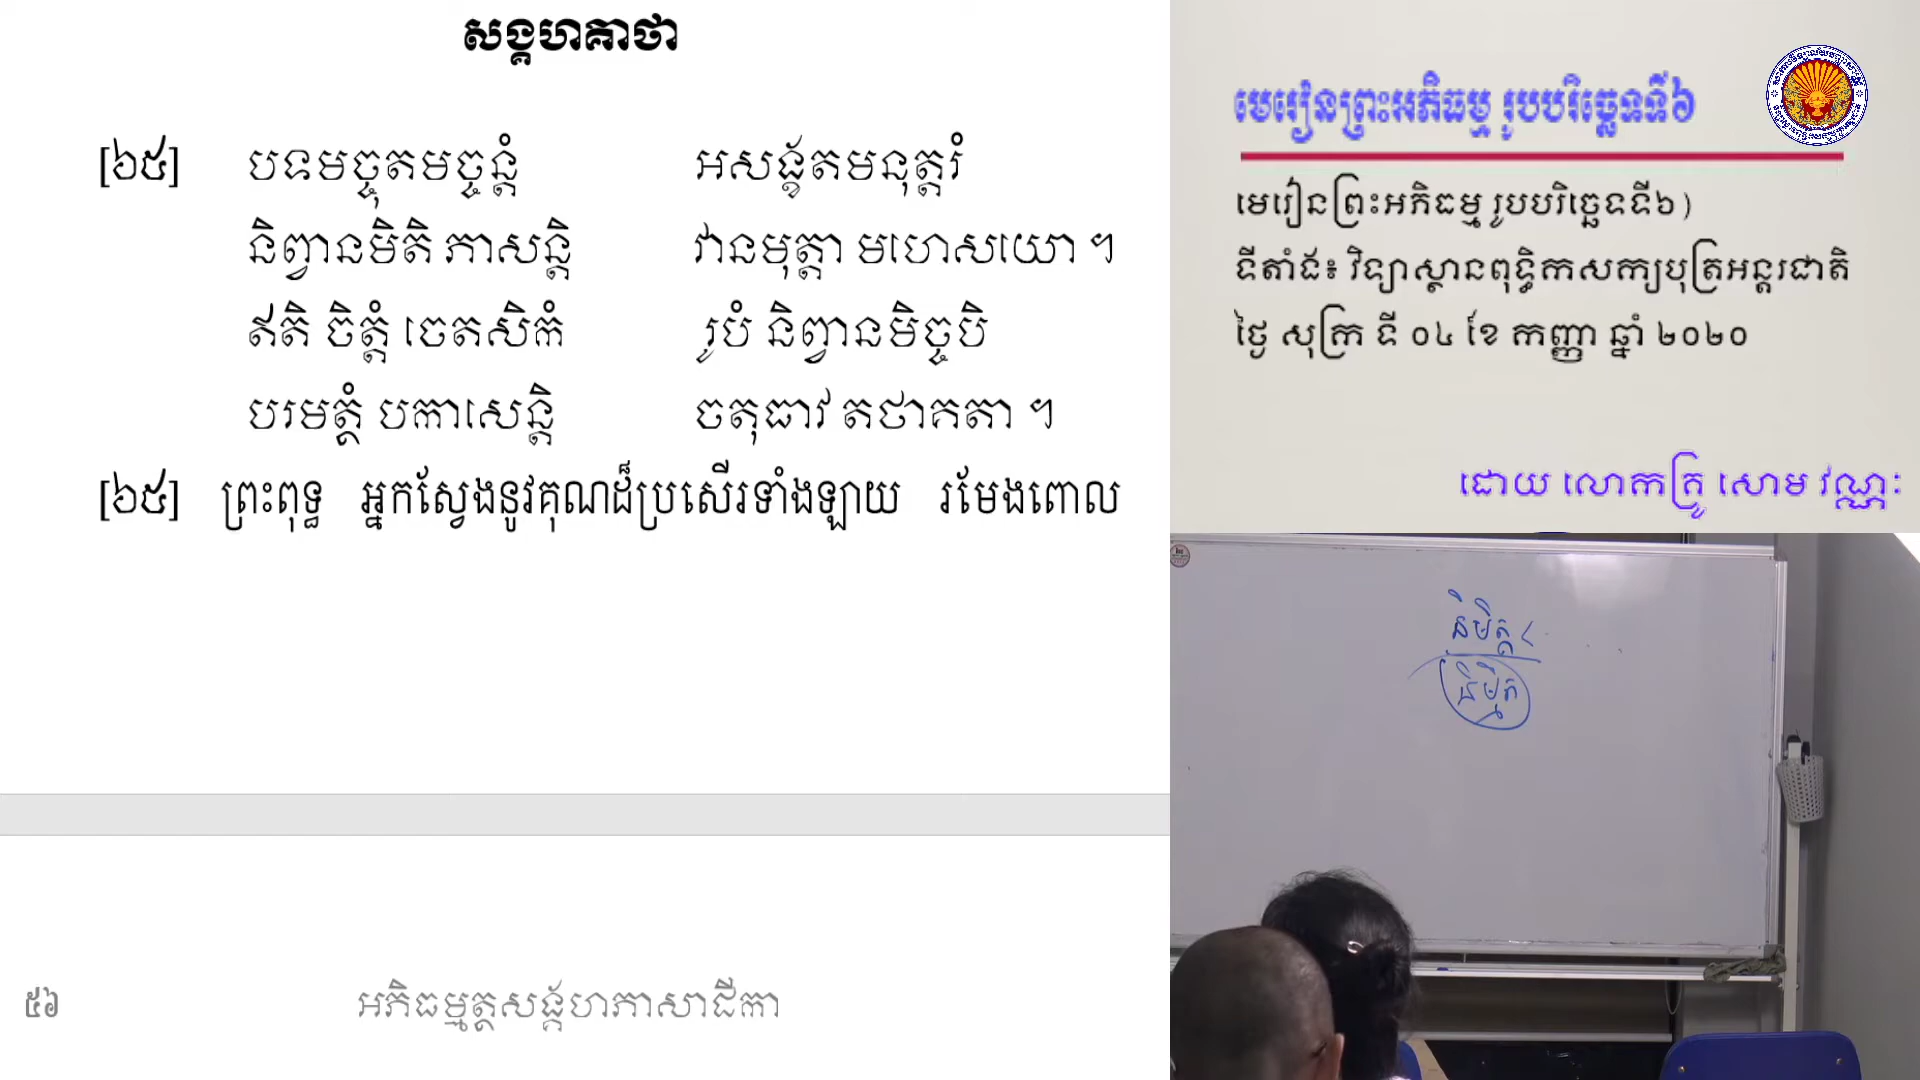 សង្គហគាថា
[៦៥] បទមច្ចុតមច្ចន្តំ អសង្ខតមនុត្តរំ
និព្វានមិតិ ភាសន្តិ វានមុត្តា មហេសយោ ។
ឥតិ ចិត្តំ ចេតសិកំ រូបំ និព្វានមិច្ចបិ
បរមត្ថំ បកាសេន្តិ ចតុធាវ តថាគតា ។
[៦៥] ព្រះពុទ្ធ អ្នកស្វែងនូវគុណដ៏ប្រសើរទាំងឡាយ រមែងពោល
៥៦ អភិធម្មត្ថសង្គហភាសាដីកា
មេរៀនព្រះអភិធម្ម រូបបរិច្ឆេទទី៦
មេរៀនព្រះអភិធម្ម រូបបរិច្ឆេទទី៦)
ទីតាំង៖ វិទ្យាស្ថានពុទ្ធិកសក្យបុត្រអន្តរជាតិ
ថ្ងៃ សុក្រ ទី ០៤ ខែ កញ្ញា ឆ្នាំ ២០២០
ដោយ លោកគ្រូ សោម វណ្ណៈ
និមិត្ត